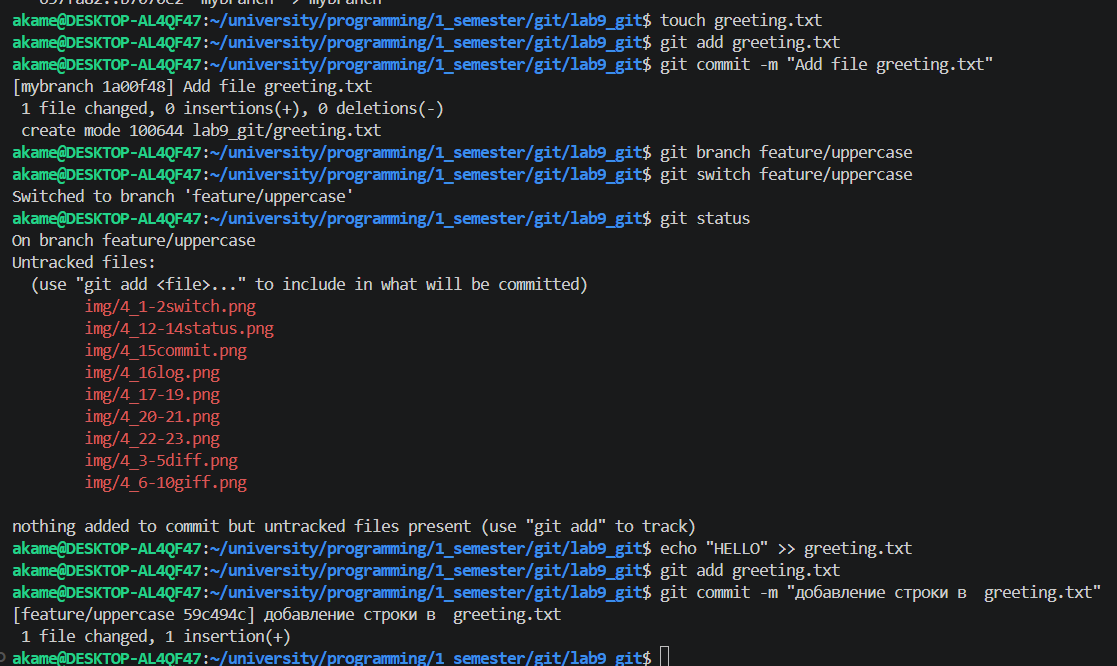 akame@DESKTOP-AL4QF47:~/university/programming/1_semester/git/lab9_git$ touch greeting.txt
akame@DESKTOP-AL4QF47:~/university/programming/1_semester/git/lab9_git$ git add greeting.txt
akame@DESKTOP-AL4QF47:~/university/programming/1_semester/git/lab9_git$ git commit -m "Add file greeting.txt"
[mybranch 1a00f48] Add file greeting.txt
 1 file changed, 0 insertions(+), 0 deletions(-)
 create mode 100644 lab9_git/greeting.txt
akame@DESKTOP-AL4QF47:~/university/programming/1_semester/git/lab9_git$ git branch feature/uppercase
akame@DESKTOP-AL4QF47:~/university/programming/1_semester/git/lab9_git$ git switch feature/uppercase
Switched to branch 'feature/uppercase'
akame@DESKTOP-AL4QF47:~/university/programming/1_semester/git/lab9_git$ git status
On branch feature/uppercase
Untracked files:
  (use "git add <file>..." to include in what will be committed)
        img/4_1-2switch.png
        img/4_12-14status.png
        img/4_15commit.png
        img/4_16log.png
        img/4_17-19.png
        img/4_20-21.png
        img/4_22-23.png
        img/4_3-5diff.png
        img/4_6-10giff.png
nothing added to commit but untracked files present (use "git add" to track)
akame@DESKTOP-AL4QF47:~/university/programming/1_semester/git/lab9_git$ echo "HELLO" >> greeting.txt
akame@DESKTOP-AL4QF47:~/university/programming/1_semester/git/lab9_git$ git add greeting.txt
akame@DESKTOP-AL4QF47:~/university/programming/1_semester/git/lab9_git$ git commit -m "добавление строки в  greeting.txt"
[feature/uppercase 59c494c] добавление строки в  greeting.txt
 1 file changed, 1 insertion(+)
akame@DESKTOP-AL4QF47:~/university/programming/1_semester/git/lab9_git$